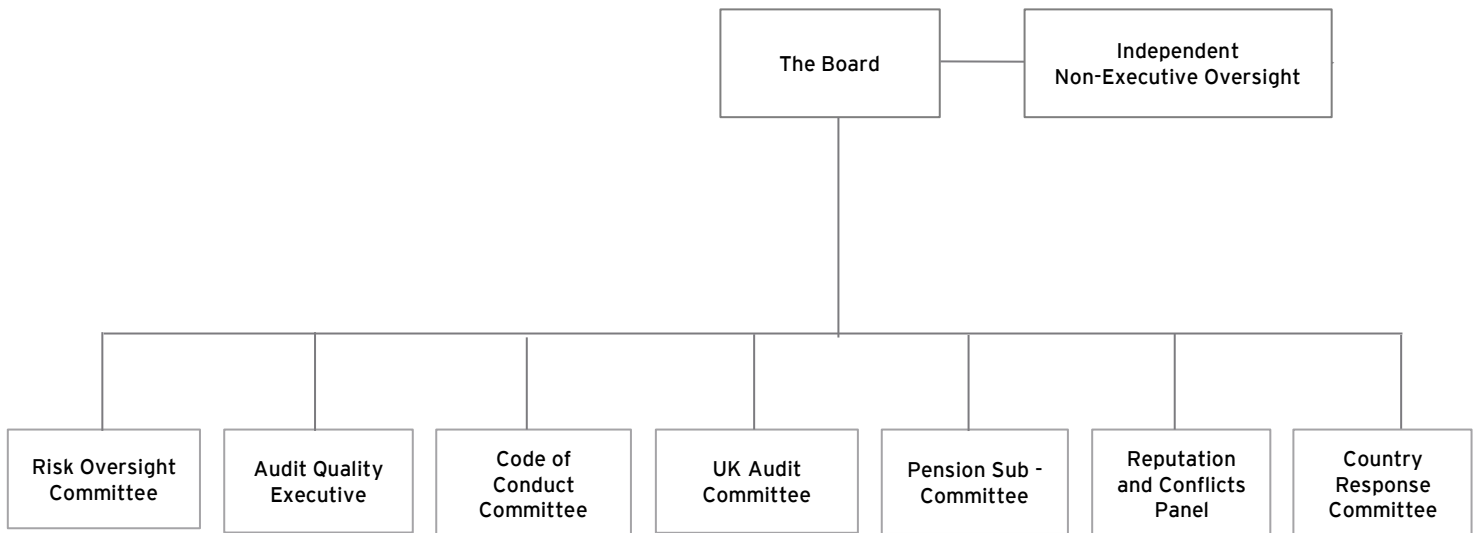 The Board
Independent
Non-Executive Oversight
Risk Oversight
Committee
Audit Quality
Executive
Code of
Conduct
Committee
UK Audit
Committee
Pension Sub -
Committee
Reputation
and Conflicts
Panel
Country
Response
Committee